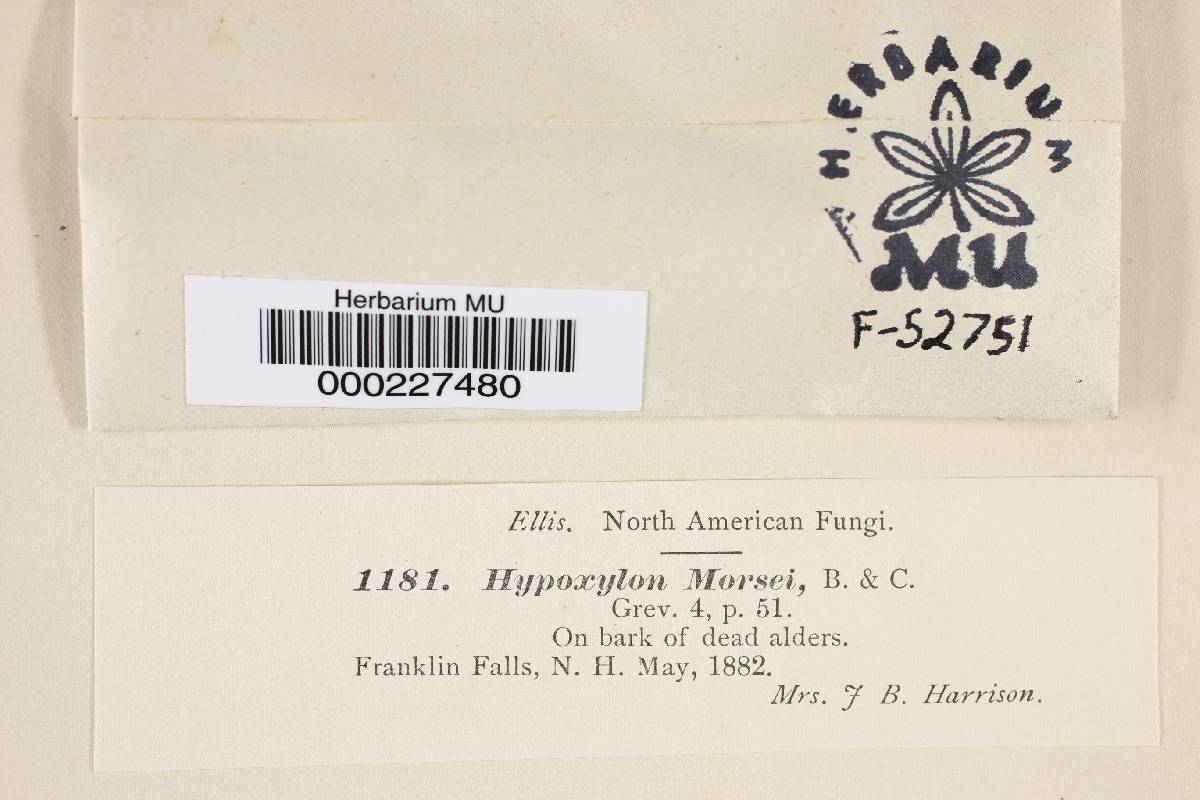 HERBARIUM
MU
F-52751
Herbarium MU
000227480
Ellis. North American Fungi.
1181. Hypoxylon Morsei, B. & C.
Grev. 4, p. 51.
On bark of dead alders.
Franklin Falls, N. H. May, 1882.
Mrs. J B. Harrison.